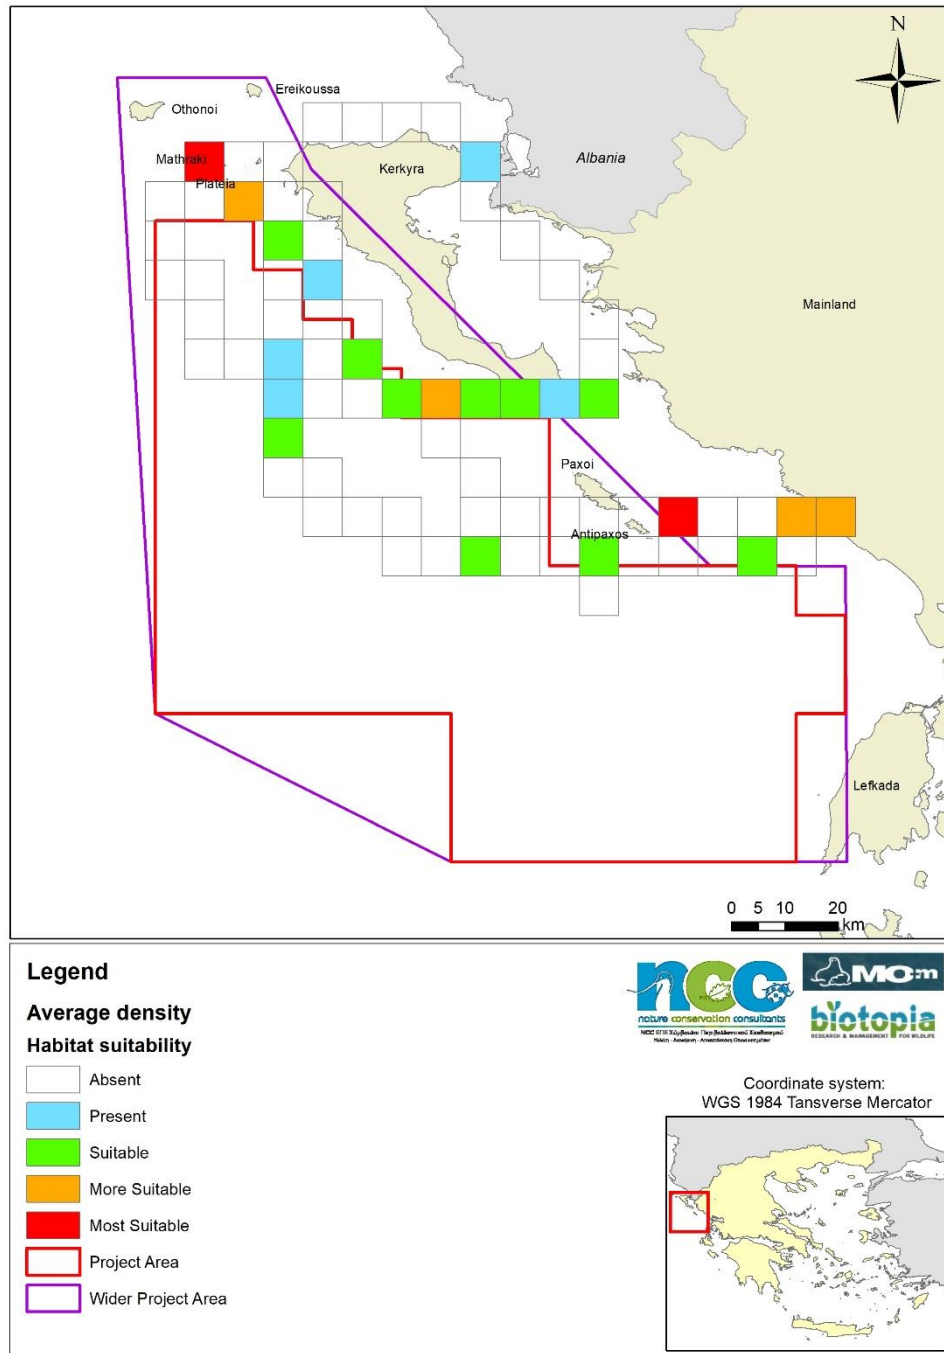 N
Ereikoussa
Othonoi
Mathraki
Kerkyra
Albania
Plateia
Mainland
Paxoi
Antipaxos
Lefkada
0 5 10 20
km
Legend
Average density
Habitat suitability
Absent
Present
Suitable
More Suitable
Most Suitable
Project Area
Wider Project Area
ncc
nature conservation consultants
MOm
biotopia
RESEARCH & MANAGEMENT FOR WILDLIFE
Coordinate system:
WGS 1984 Tansverse Mercator